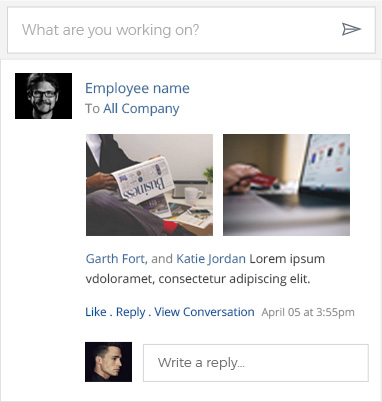 What are you working on?
Employee name
To All Company
Business
Garth Fort, and Katie Jordan Lorem ipsum
vdoloramet, consectetur adipiscing elit.
Like . Reply . View Conversation April 05 at 3:55pm
Write a reply...